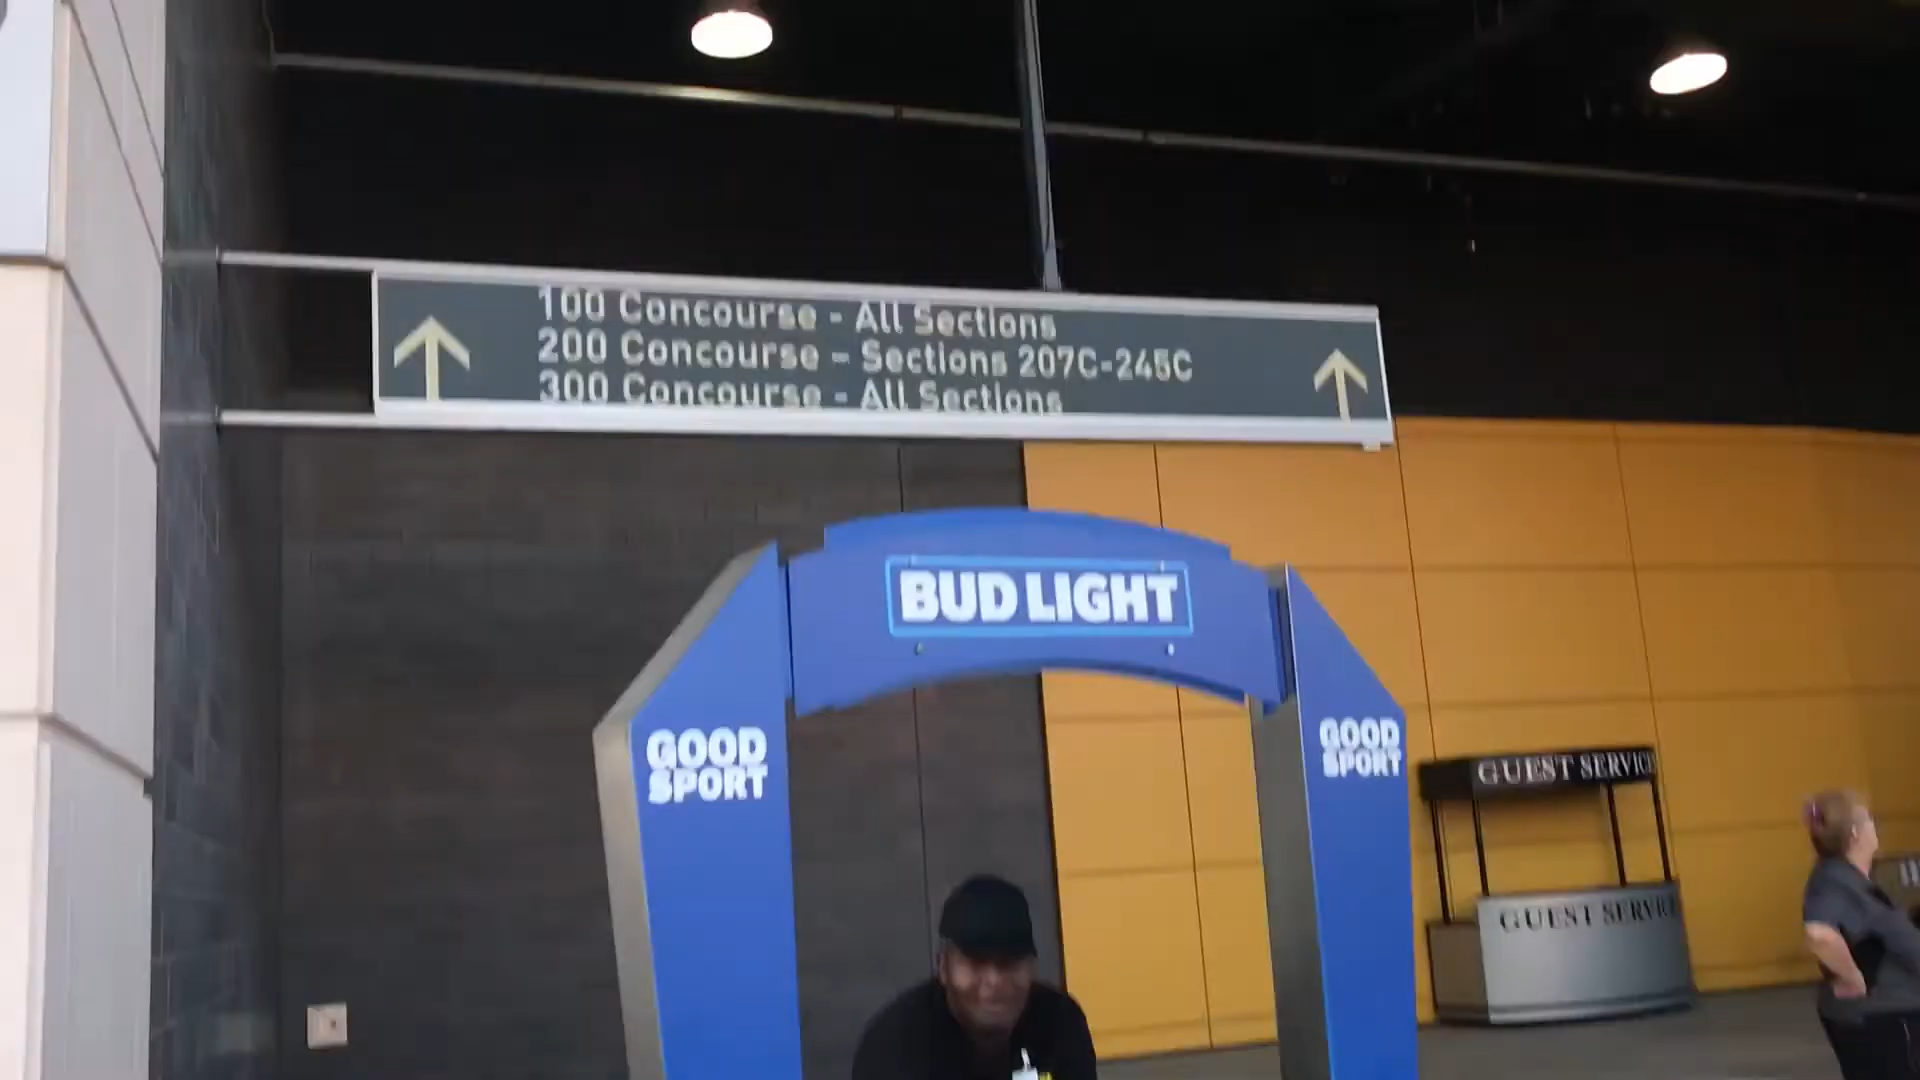 100 Concourse - All Sections
200 Concourse - Sections 207C-245C
300 Concourse - All Sections
BUD LIGHT
GOOD
SPORT
GOOD
SPORT
GUEST SERVICE
GUEST SERVICE